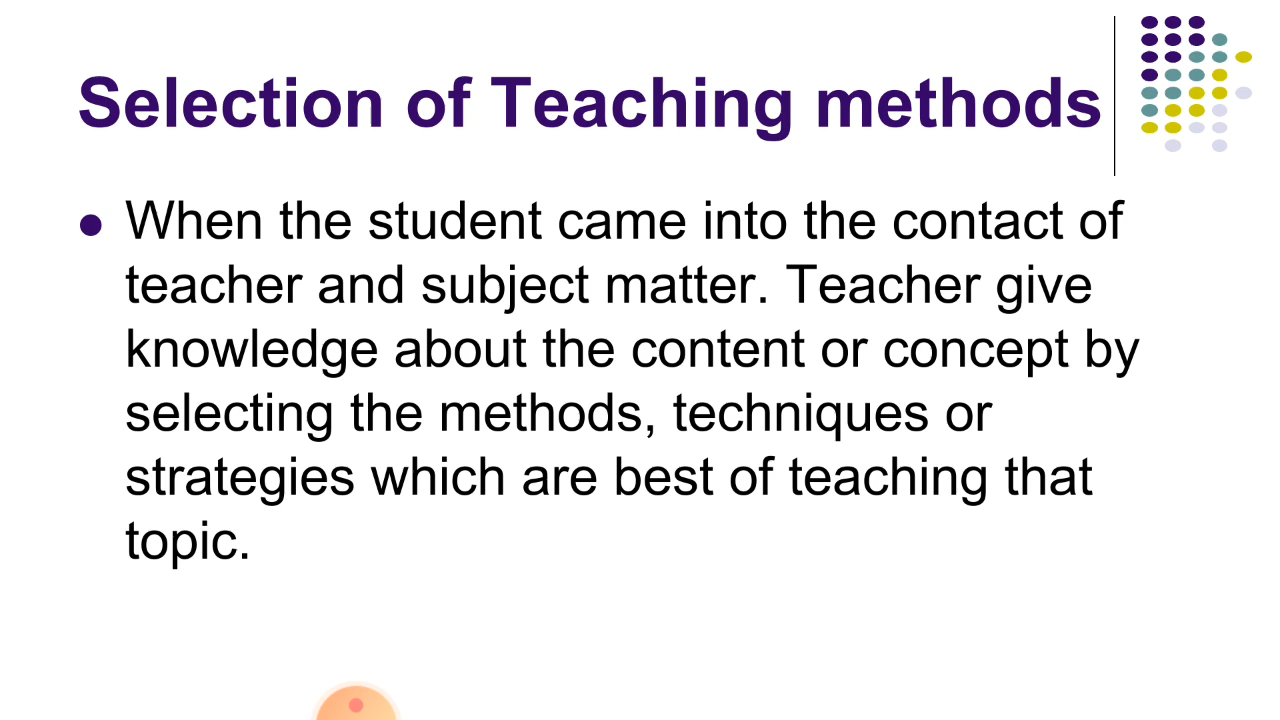 Selection of Teaching methods
When the student came into the contact of
teacher and subject matter. Teacher give
knowledge about the content or concept by
selecting the methods, techniques or
strategies which are best of teaching that
topic.